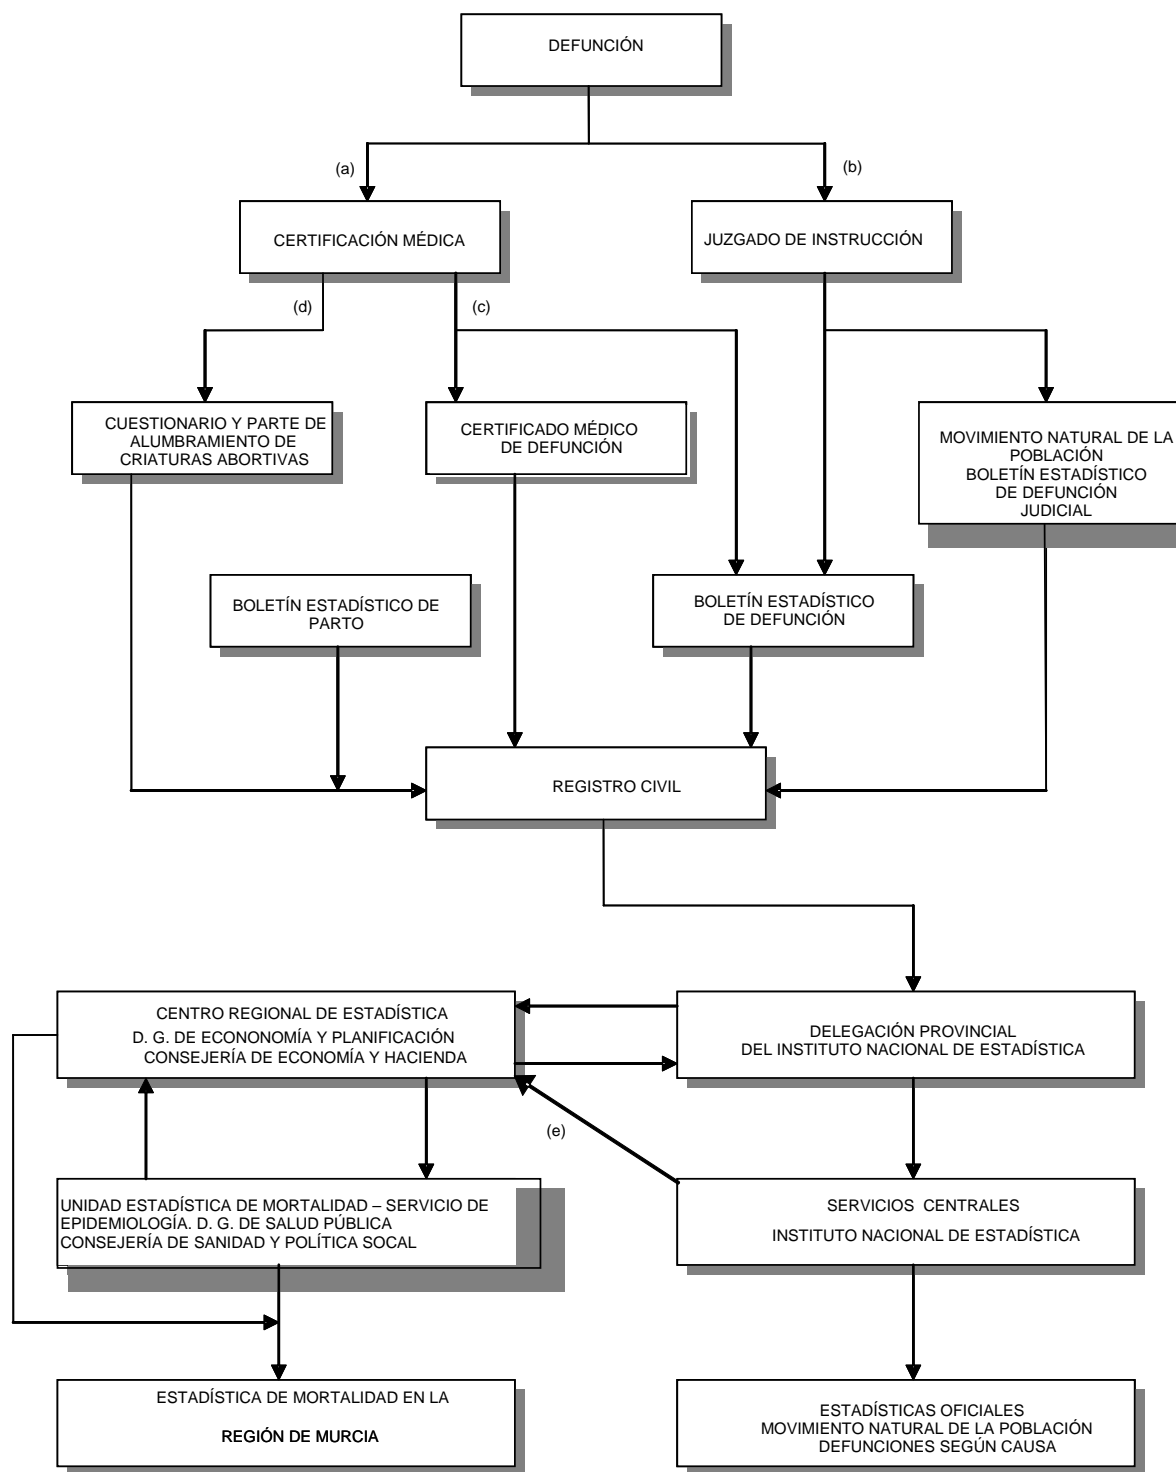 DEFUNCIÓN
(a)
(b)
CERTIFICACIÓN MÉDICA
JUZGADO DE INSTRUCCIÓN
(d)
(c)
CUESTIONARIO Y PARTE DE
ALUMBRAMIENTO DE
CRIATURAS ABORTIVAS
CERTIFICADO MÉDICO
DE DEFUNCIÓN
MOVIMIENTO NATURAL DE LA
POBLACIÓN
BOLETÍN ESTADÍSTICO
DE DEFUNCIÓN
JUDICIAL
BOLETÍN ESTADÍSTICO DE
PARTO
BOLETÍN ESTADÍSTICO
DE DEFUNCIÓN
REGISTRO CIVIL
CENTRO REGIONAL DE ESTADÍSTICA
D. G. DE ECONONOMÍA Y PLANIFICACIÓN
CONSEJERÍA DE ECONOMÍA Y HACIENDA
DELEGACIÓN PROVINCIAL
DEL INSTITUTO NACIONAL DE ESTADÍSTICA
(e)
UNIDAD ESTADÍSTICA DE MORTALIDAD – SERVICIO DE
EPIDEMIOLOGÍA. D. G. DE SALUD PÚBLICA
CONSEJERÍA DE SANIDAD Y POLÍTICA SOCAL
SERVICIOS CENTRALES
INSTITUTO NACIONAL DE ESTADÍSTICA
ESTADÍSTICA DE MORTALIDAD EN LA
REGIÓN DE MURCIA
ESTADÍSTICAS OFICIALES
MOVIMIENTO NATURAL DE LA POBLACIÓN
DEFUNCIONES SEGÚN CAUSA